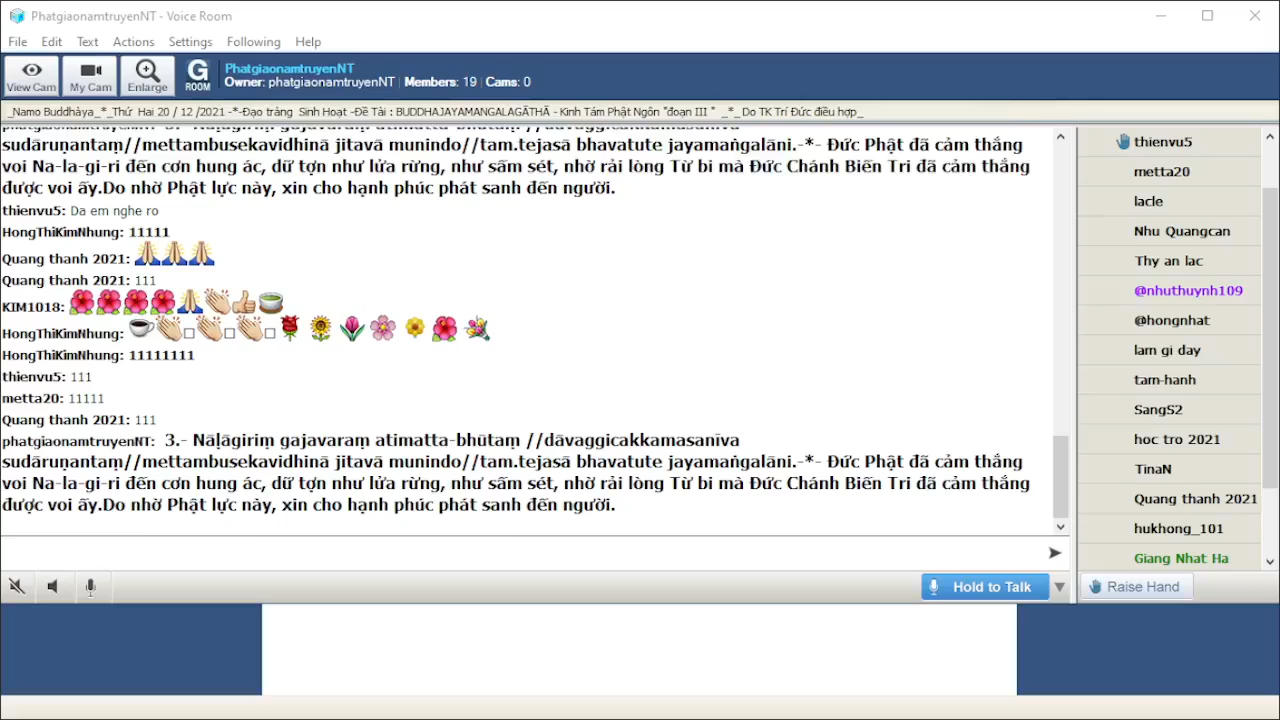 PhatgiaonamtruyenNT - Voice Room
File Edit Text Actions Settings Following Help
View Cam My Cam Enlarge G ROOM
PhatgiaonamtruyenNT
Owner: phatgiaonamtruyenNT | Members: 19 | Cams: 0
_Namo Buddhàya_*_Thứ Hai 20 / 12 /2021 -*-Đạo tràng Sinh Hoạt -Đề Tài : BUDDHAJAYAMANGALAGĀTHĀ - Kinh Tám Phật Ngôn "đoạn III " _*_ Do TK Trí Đức điều hợp_
phatgiaonamtruyenNT: 3.- Nāḷāgiriṃ gajavaraṃ atimatta-bhūtaṃ //dāvaggicakkamasanīva
sudāruṇantaṃ//mettambusekavidhinā jitavā munindo//tam.tejasā bhavatute jayamaṅgalāni.-*- Đức Phật đã cảm thắng
voi Na-la-gi-ri đến cơn hung ác, dữ tợn như lửa rừng, như sấm sét, nhờ rải lòng Từ bi mà Đức Chánh Biến Tri đã cảm thắng
được voi ấy.Do nhờ Phật lực này, xin cho hạnh phúc phát sanh đến người.
thienvu5: Da em nghe ro
HongThiKimNhung: 11111
Quang thanh 2021: 🙏🙏🙏
Quang thanh 2021: 111
KIM1018: 🌺🌺🌺🌺🙏👏👍🍵
HongThiKimNhung: ☕👏□👏□👏□🌹🌻🌷🌸🌼🌺💐
HongThiKimNhung: 11111111
thienvu5: 111
metta20: 11111
Quang thanh 2021: 111
phatgiaonamtruyenNT: 3.- Nāḷāgiriṃ gajavaraṃ atimatta-bhūtaṃ //dāvaggicakkamasanīva
sudāruṇantaṃ//mettambusekavidhinā jitavā munindo//tam.tejasā bhavatute jayamaṅgalāni.-*- Đức Phật đã cảm thắng
voi Na-la-gi-ri đến cơn hung ác, dữ tợn như lửa rừng, như sấm sét, nhờ rải lòng Từ bi mà Đức Chánh Biến Tri đã cảm thắng
được voi ấy.Do nhờ Phật lực này, xin cho hạnh phúc phát sanh đến người.
thienvu5
metta20
lacle
Nhu Quangcan
Thy an lac
@nhuthuynh109
@hongnhat
lam gi day
tam-hanh
SangS2
hoc tro 2021
TinaN
Quang thanh 2021
hukhong_101
Giang Nhat Ha
Hold to Talk
Raise Hand